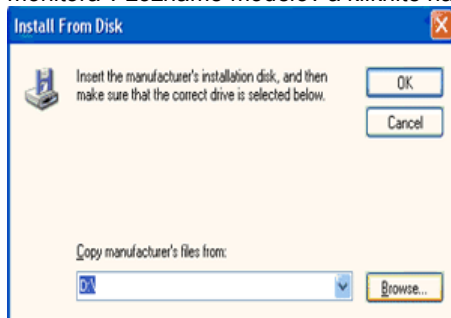 Install From Disk
Insert the manufacturer's installation disk, and then
make sure that the correct drive is selected below.
OK
Cancel
Copy manufacturer's files from:
D:\
Browse...